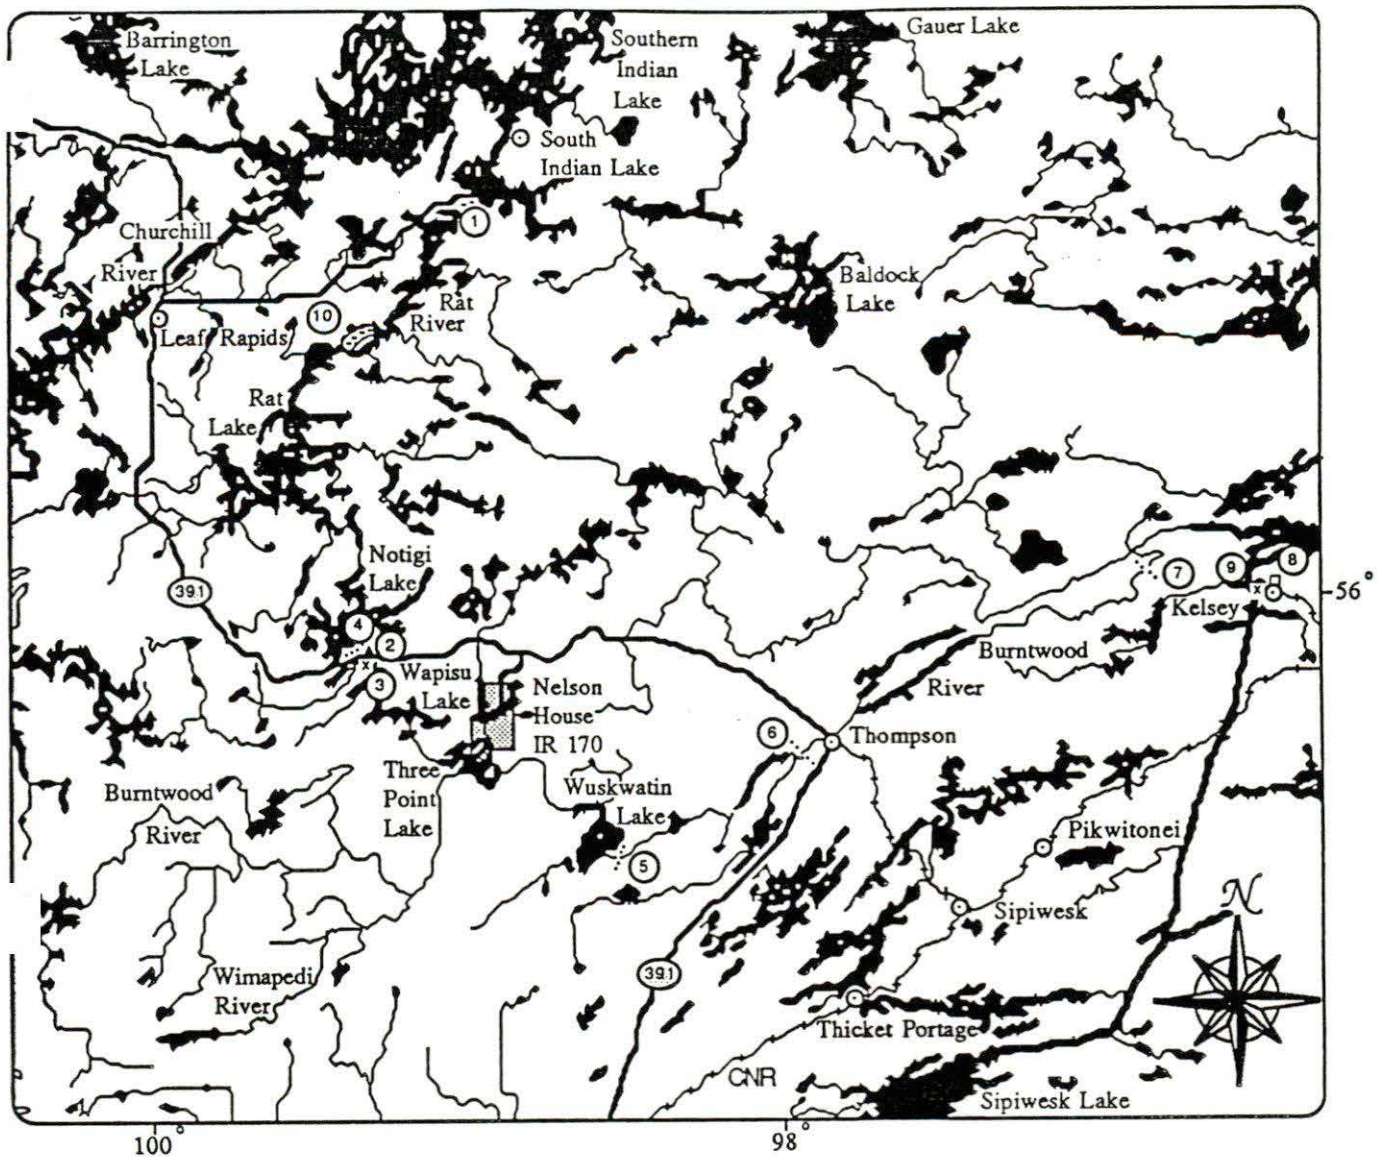 Barrington
Lake
Southern
Indian
Lake
Gauer Lake
South
Indian Lake
1
Churchill
River
Baldock
Lake
Rat
River
10
Leaf Rapids
Rat
Lake
Notigi
Lake
391
4
2
3
Wapisu
Lake
Nelson
House
IR 170
7
9
8
56°
Kelsey
Burntwood
River
6
Thompson
Three
Point
Lake
Wuskwatin
Lake
5
Burntwood
River
Pikwitonei
Sipiwesk
N
Wimapedi
River
391
Thicket Portage
CNR
Sipiwesk Lake
100°
98°